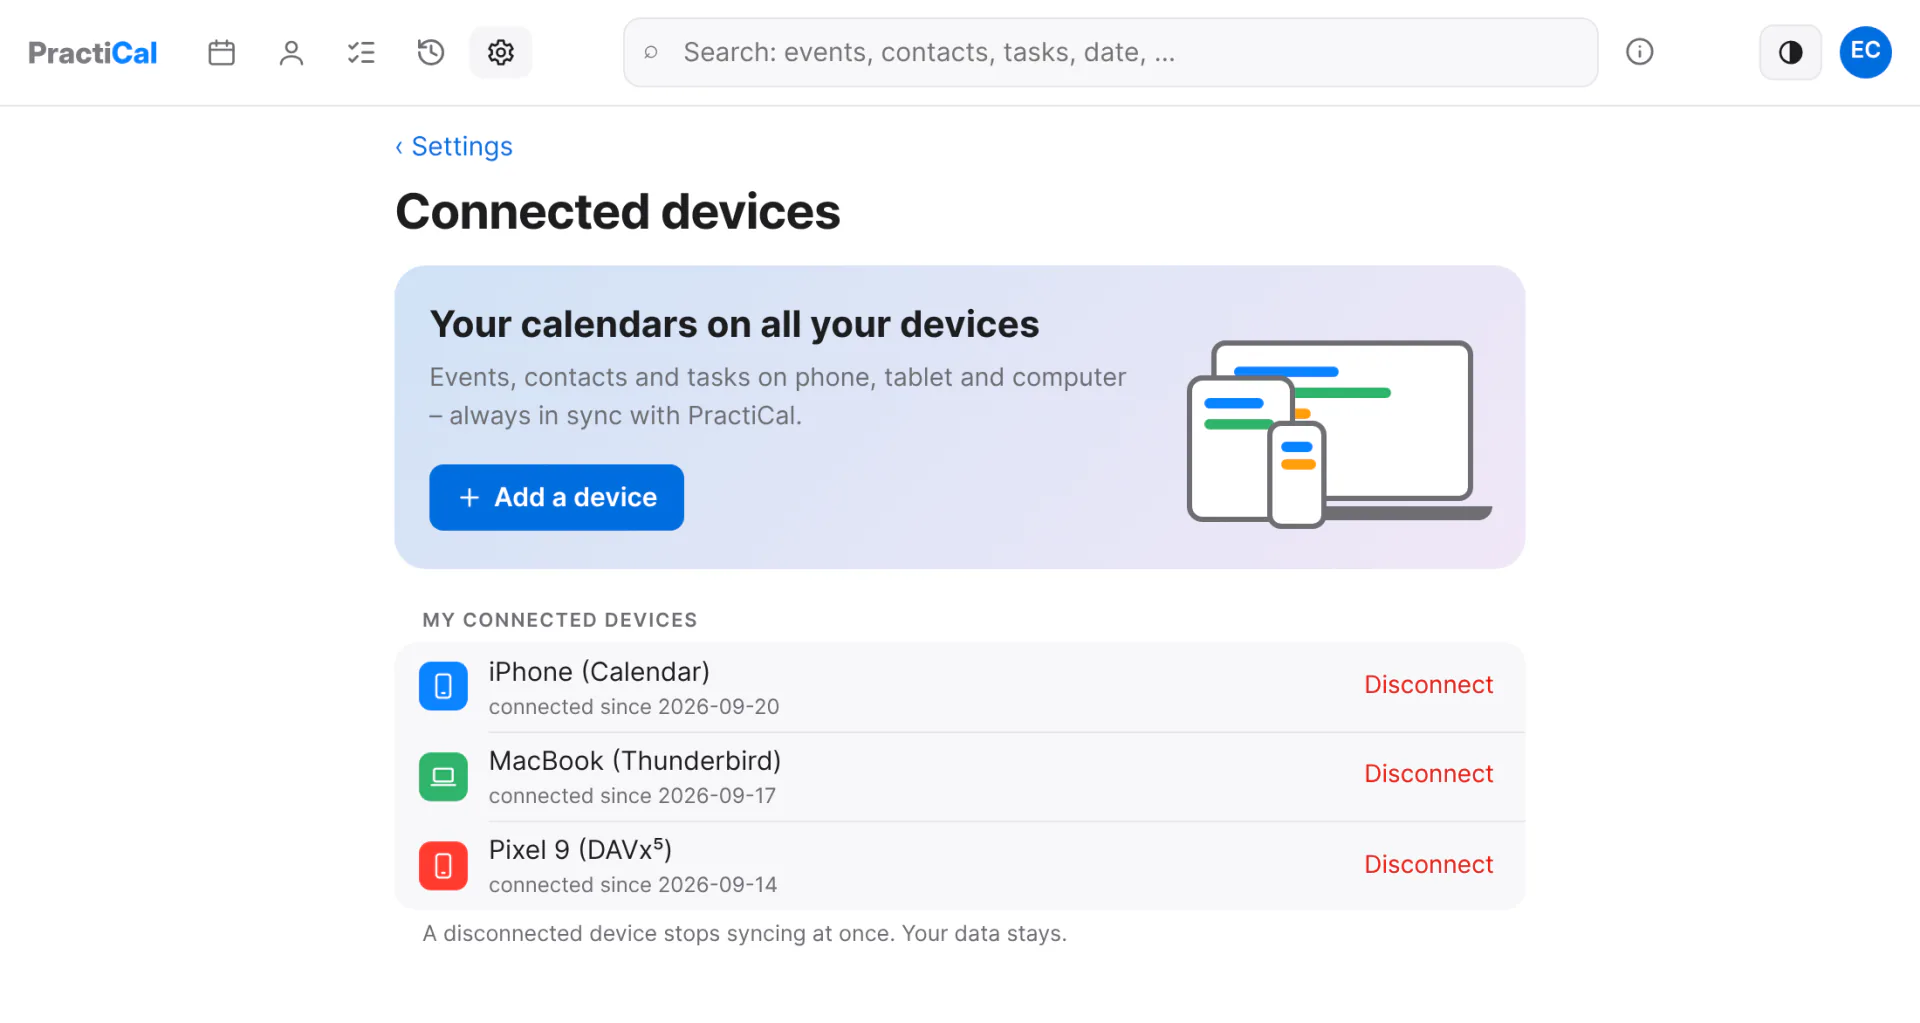 PractiCal
Search: events, contacts, tasks, date, ...
EC
‹ Settings
Connected devices
Your calendars on all your devices
Events, contacts and tasks on phone, tablet and computer
– always in sync with PractiCal.
+ Add a device
MY CONNECTED DEVICES
iPhone (Calendar)
connected since 2026-09-20
Disconnect
MacBook (Thunderbird)
connected since 2026-09-17
Disconnect
Pixel 9 (DAVx⁵)
connected since 2026-09-14
Disconnect
A disconnected device stops syncing at once. Your data stays.